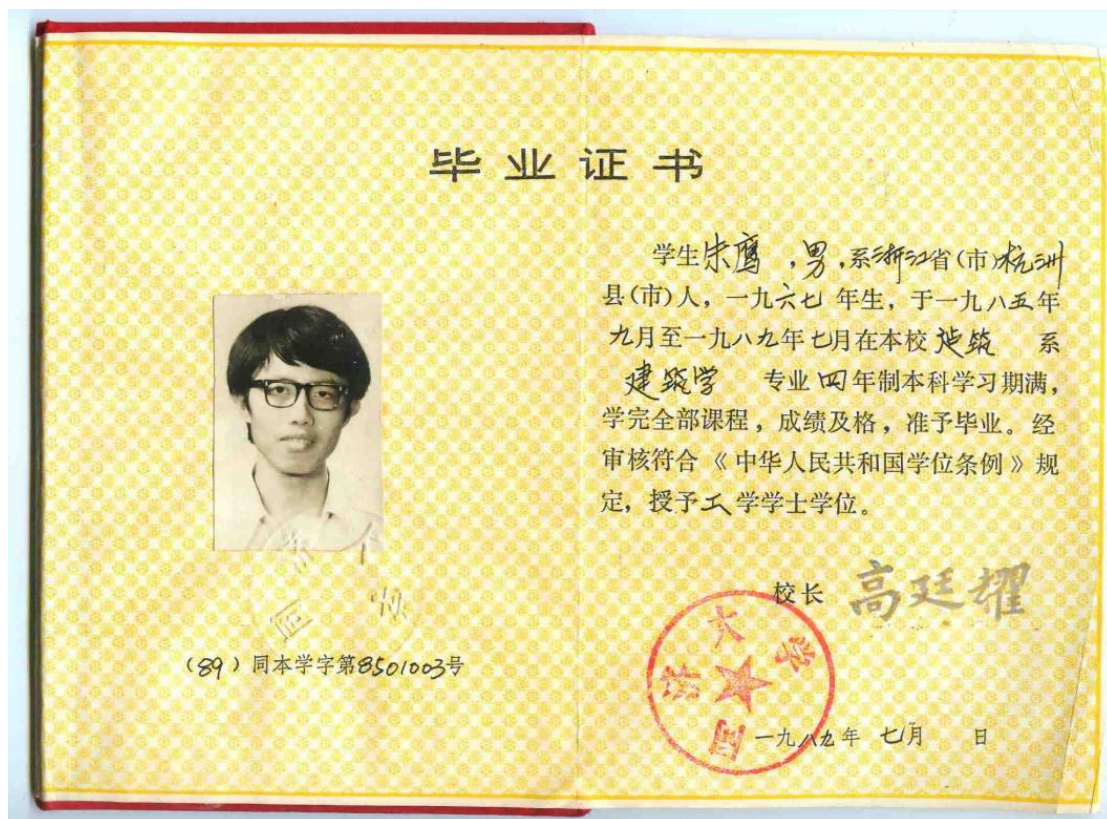 毕业证书
学生朱鹰，男，系浙江省(市)杭州
县(市)人，一九六七年生，于一九八五年
九月至一九八九年七月在本校建筑 系
建筑学 专业四年制本科学习期满，
学完全部课程，成绩及格，准予毕业。经
审核符合《中华人民共和国学位条例》规
定，授予工学学士学位。
校长 高廷耀
同济大学
一九八九年 七月 日
(89)同本学字第8501003号